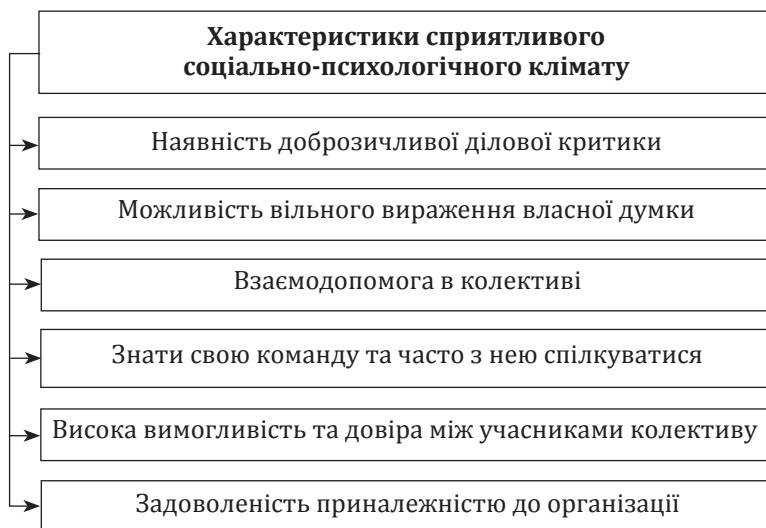 Характеристики сприятливого
соціально-психологічного клімату
Наявність доброзичливої ділової критики
Можливість вільного вираження власної думки
Взаємодопомога в колективі
Знати свою команду та часто з нею спілкуватися
Висока вимогливість та довіра між учасниками колективу
Задоволеність приналежністю до організації